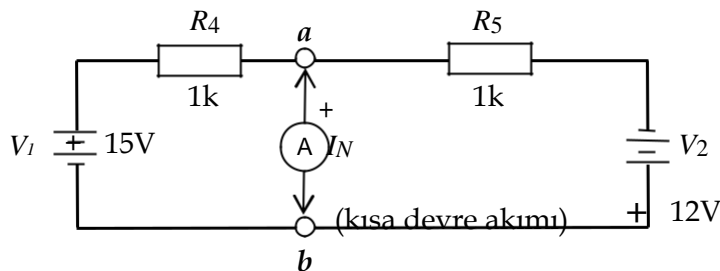 R4
a
R5
1k
+
1k
V1
+
15V
A
IN
V2
(kısa devre akımı)
+
12V
b